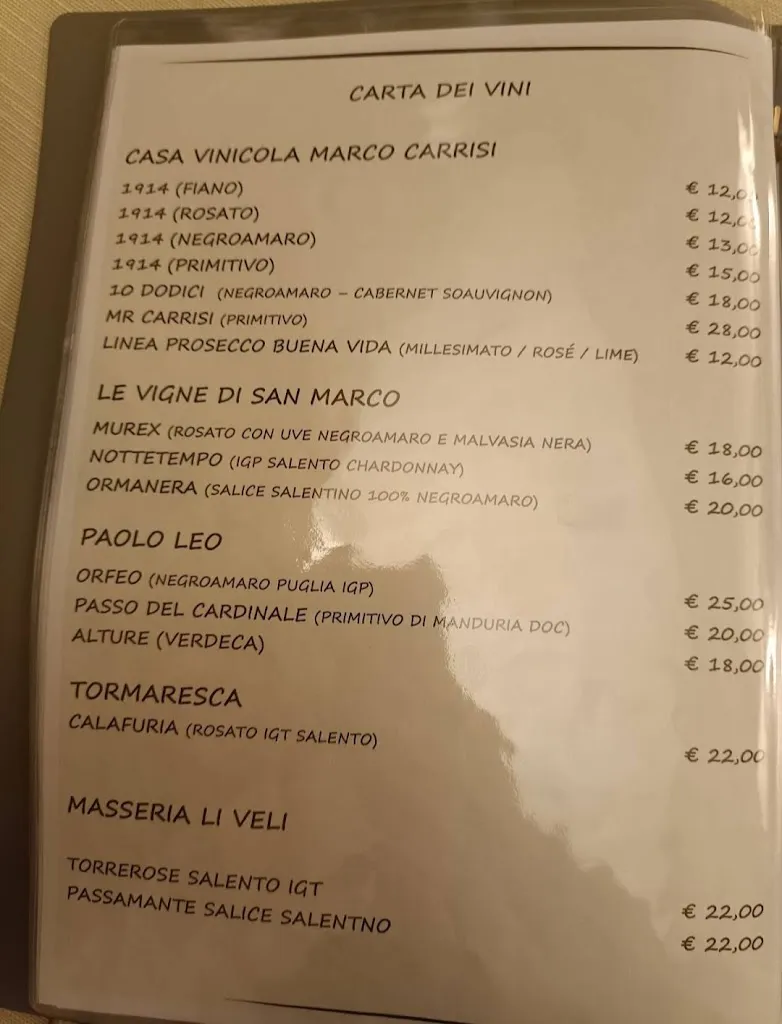 CARTA DEI VINI
CASA VINICOLA MARCO CARRISI
1914 (FIANO) € 12,0
1914 (ROSATO) € 12,0
1914 (NEGROAMARO) € 13,00
1914 (PRIMITIVO) € 15,00
10 DODICI (NEGROAMARO – CABERNET SOAUVIGNON) € 18,00
MR CARRISI (PRIMITIVO) € 28,00
LINEA PROSECCO BUENA VIDA (MILLESIMATO / ROSÉ / LIME) € 12,00
LE VIGNE DI SAN MARCO
MUREX (ROSATO CON UVE NEGROAMARO E MALVASIA NERA) € 18,00
NOTTETEMPO (IGP SALENTO CHARDONNAY) € 16,00
ORMANERA (SALICE SALENTINO 100% NEGROAMARO) € 20,00
PAOLO LEO
ORFEO (NEGROAMARO PUGLIA IGP) € 25,00
PASSO DEL CARDINALE (PRIMITIVO DI MANDURIA DOC) € 20,00
ALTURE (VERDECA) € 18,00
TORMARESCA
CALAFURIA (ROSATO IGT SALENTO) € 22,00
MASSERIA LI VELI
TORREROSE SALENTO IGT € 22,00
PASSAMANTE SALICE SALENTNO € 22,00